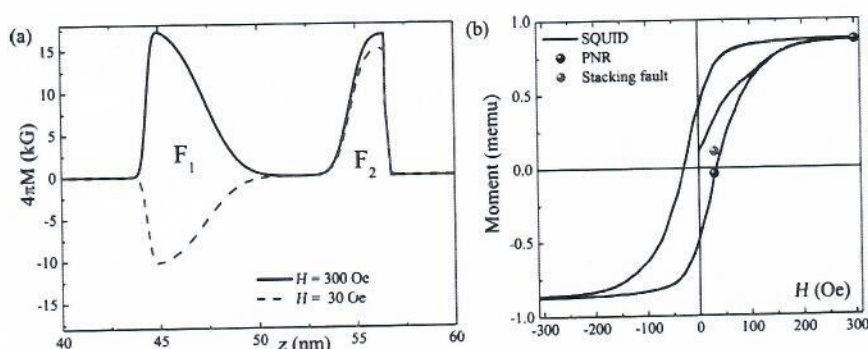 (a)
15
10
5
0
-5
-10
-15
4πM (kG)
F1
F2
H = 300 Oe
H = 30 Oe
40
45
50
55
60
z (nm)
(b)
1.0
0.5
0.0
-0.5
-1.0
Moment (memu)
SQUID
PNR
Stacking fault
H (Oe)
-300
-200
-100
0
100
200
300